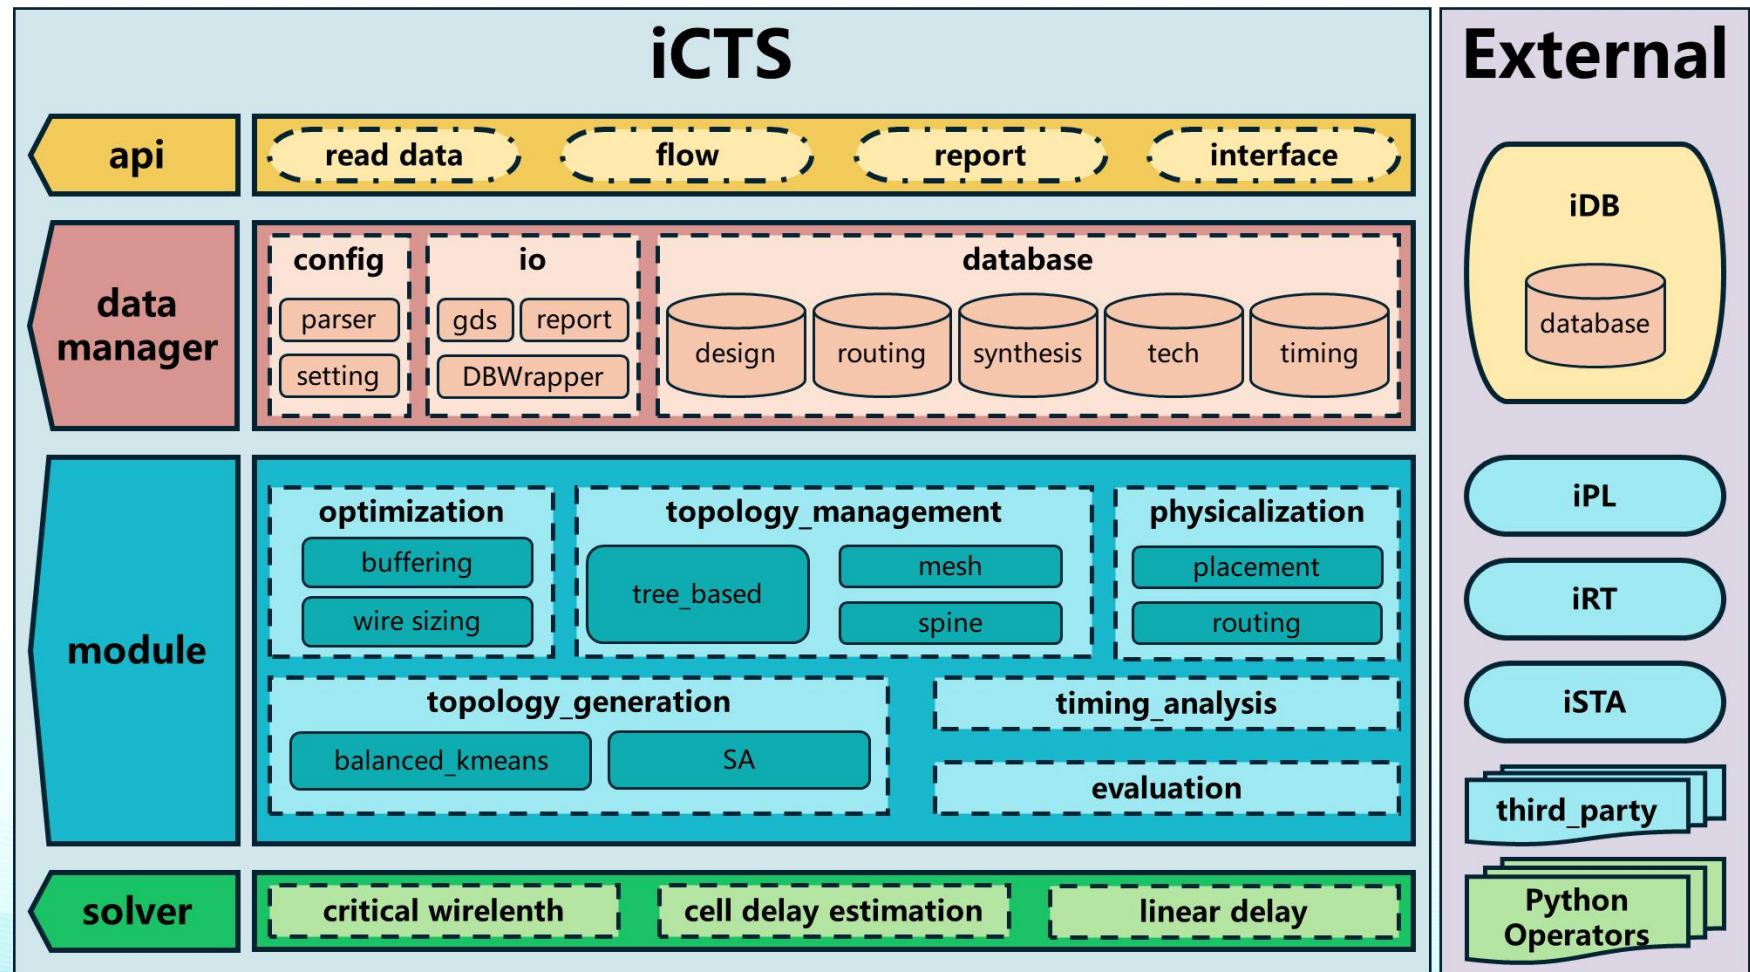 iCTS
External
api
read data
flow
report
interface
data
manager
config
parser
setting
io
gds
report
DBWrapper
database
design
routing
synthesis
tech
timing
module
optimization
buffering
wire sizing
topology_management
tree_based
mesh
spine
physicalization
placement
routing
topology_generation
balanced_kmeans
SA
timing_analysis
evaluation
solver
critical wirelenth
cell delay estimation
linear delay
iDB
database
iPL
iRT
iSTA
third_party
Python
Operators